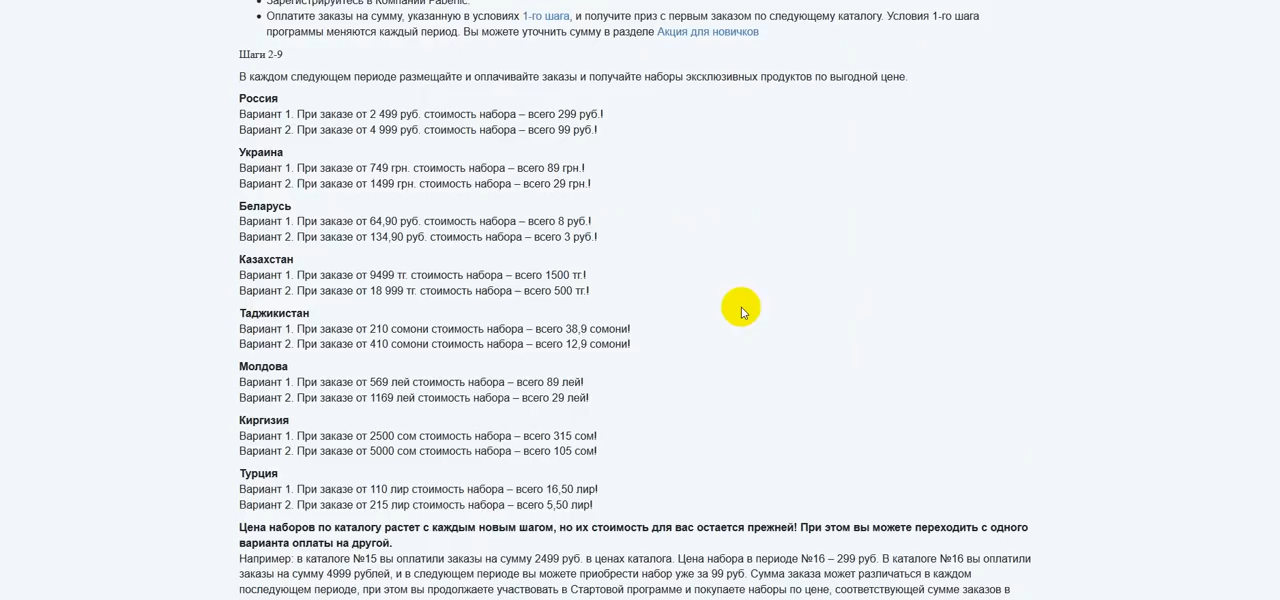 Зарегистрируйтесь в Компании Faberlic.
Оплатите заказы на сумму, указанную в условиях 1-го шага, и получите приз с первым заказом по следующему каталогу. Условия 1-го шага
программы меняются каждый период. Вы можете уточнить сумму в разделе Акция для новичков
Шаги 2-9
В каждом следующем периоде размещайте и оплачивайте заказы и получайте наборы эксклюзивных продуктов по выгодной цене.
Россия
Вариант 1. При заказе от 2 499 руб. стоимость набора – всего 299 руб.!
Вариант 2. При заказе от 4 999 руб. стоимость набора – всего 99 руб.!
Украина
Вариант 1. При заказе от 749 грн. стоимость набора – всего 89 грн.!
Вариант 2. При заказе от 1499 грн. стоимость набора – всего 29 грн.!
Беларусь
Вариант 1. При заказе от 64,90 руб. стоимость набора – всего 8 руб.!
Вариант 2. При заказе от 134,90 руб. стоимость набора – всего 3 руб.!
Казахстан
Вариант 1. При заказе от 9499 тг. стоимость набора – всего 1500 тг.!
Вариант 2. При заказе от 18 999 тг. стоимость набора – всего 500 тг.!
Таджикистан
Вариант 1. При заказе от 210 сомони стоимость набора – всего 38,9 сомони!
Вариант 2. При заказе от 410 сомони стоимость набора – всего 12,9 сомони!
Молдова
Вариант 1. При заказе от 569 лей стоимость набора – всего 89 лей!
Вариант 2. При заказе от 1169 лей стоимость набора – всего 29 лей!
Киргизия
Вариант 1. При заказе от 2500 сом стоимость набора – всего 315 сом!
Вариант 2. При заказе от 5000 сом стоимость набора – всего 105 сом!
Турция
Вариант 1. При заказе от 110 лир стоимость набора – всего 16,50 лир!
Вариант 2. При заказе от 215 лир стоимость набора – всего 5,50 лир!
Цена наборов по каталогу растет с каждым новым шагом, но их стоимость для вас остается прежней! При этом вы можете переходить с одного
варианта оплаты на другой.
Например: в каталоге №15 вы оплатили заказы на сумму 2499 руб. в ценах каталога. Цена набора в периоде №16 – 299 руб. В каталоге №16 вы оплатили
заказы на сумму 4999 рублей, и в следующем периоде вы можете приобрести набор уже за 99 руб. Сумма заказа может различаться в каждом
последующем периоде, при этом вы продолжаете участвовать в Стартовой программе и покупаете наборы по цене, соответствующей сумме заказов в